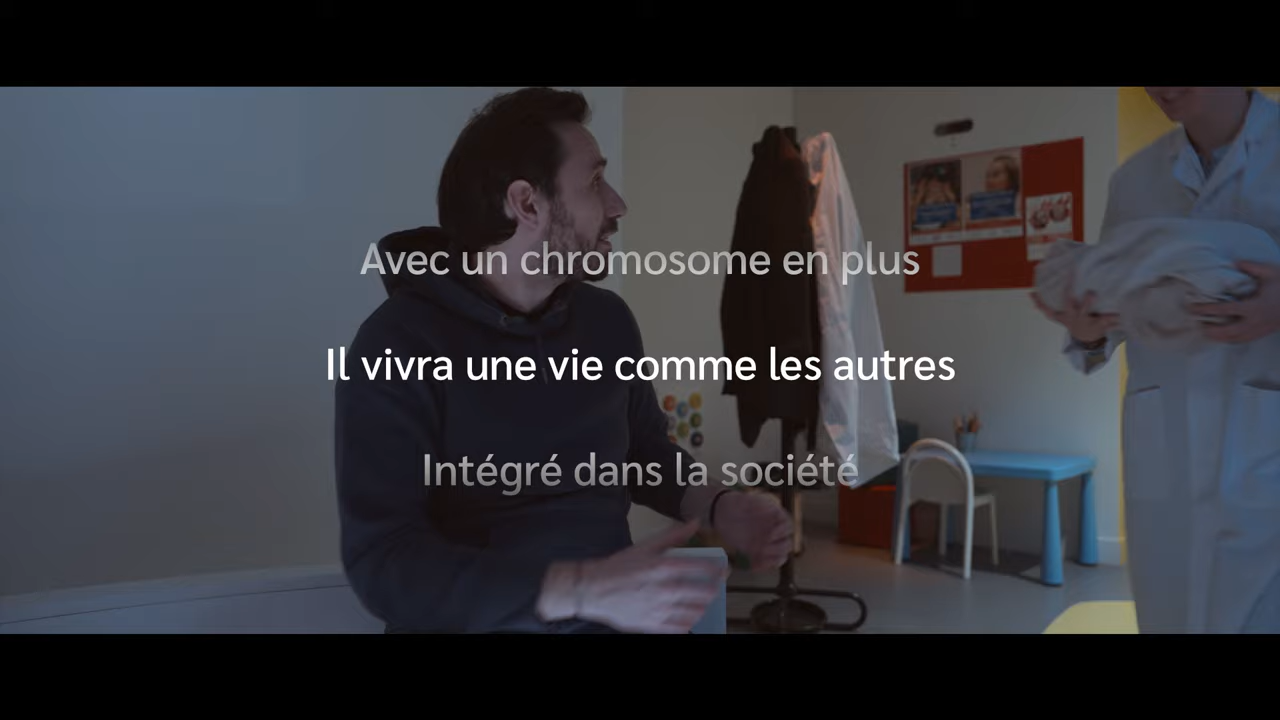 Avec un chromosome en plus
Il vivra une vie comme les autres
Intégré dans la société